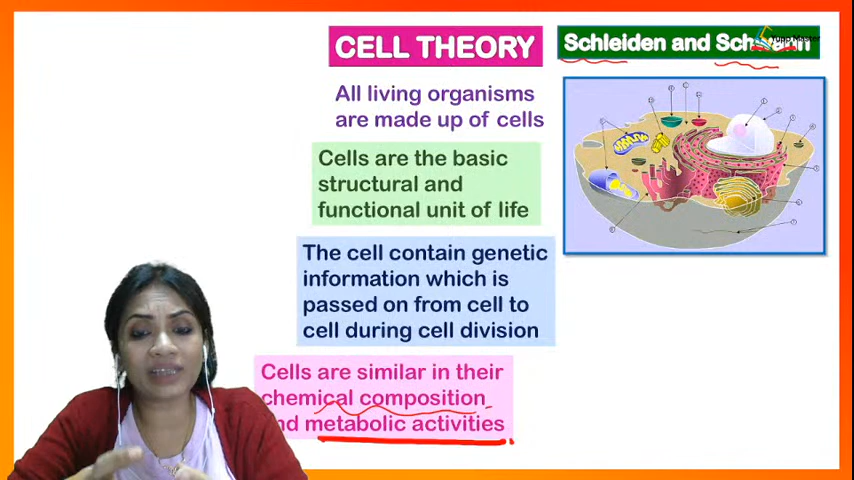 CELL THEORY
Schleiden and
All living organisms
are made up of cells
Cells are the basic
structural and
functional unit of life
The cell contain genetic
information which is
passed on from cell to
cell during cell division
Cells are similar in their
chemical composition
metabolic activities